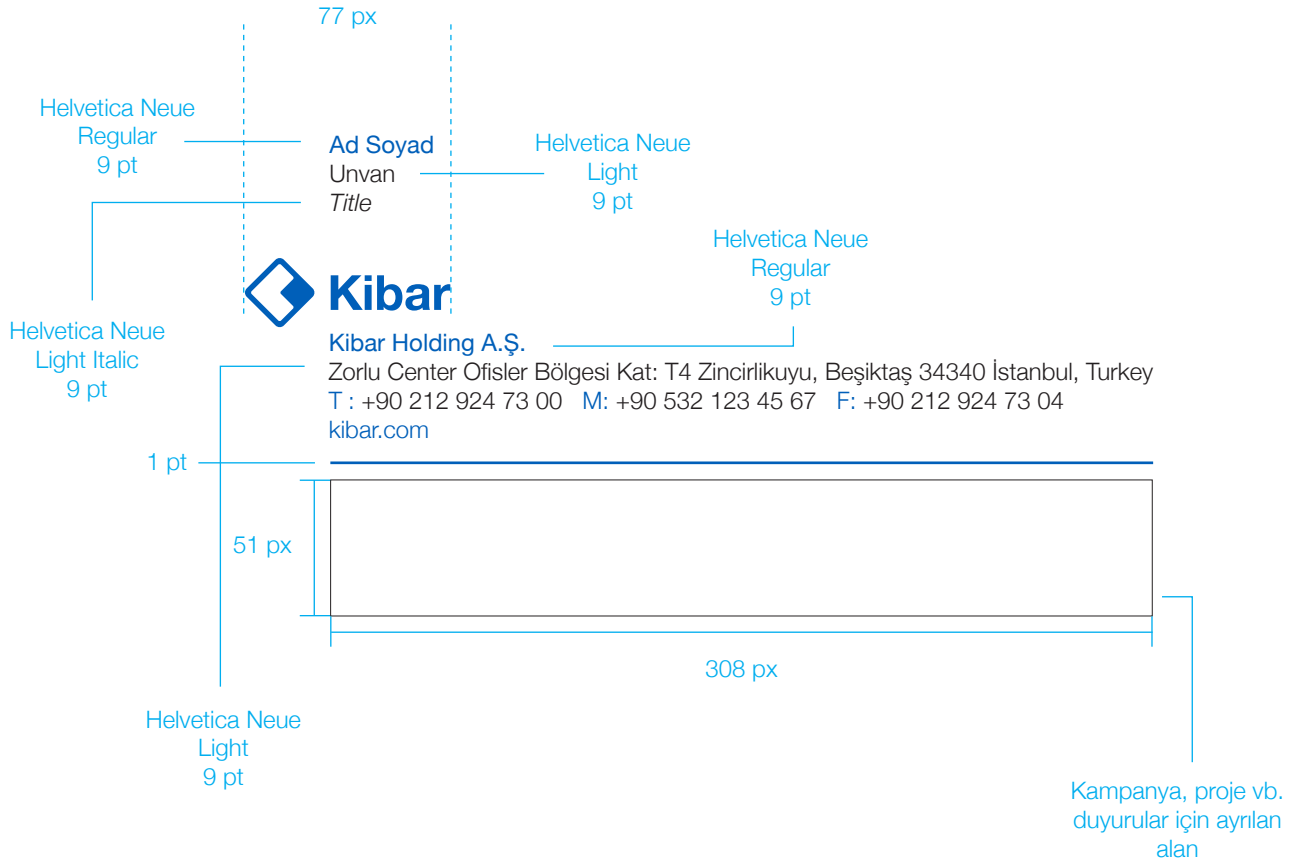 77 px
Helvetica Neue
Regular
9 pt
Ad Soyad
Unvan
Title
Helvetica Neue
Light
9 pt
Helvetica Neue
Regular
9 pt
Kibar
Helvetica Neue
Light Italic
9 pt
Kibar Holding A.Ş.
Zorlu Center Ofisler Bölgesi Kat: T4 Zincirlikuyu, Beşiktaş 34340 İstanbul, Turkey
T : +90 212 924 73 00 M: +90 532 123 45 67 F: +90 212 924 73 04
kibar.com
1 pt
51 px
308 px
Helvetica Neue
Light
9 pt
Kampanya, proje vb.
duyurular için ayrılan
alan